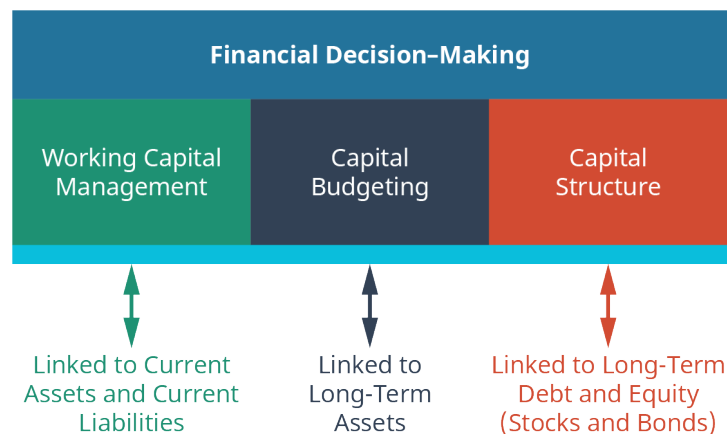 Financial Decision–Making
Working Capital
Management
Capital
Budgeting
Capital
Structure
Linked to Current
Assets and Current
Liabilities
Linked to
Long-Term
Assets
Linked to Long-Term
Debt and Equity
(Stocks and Bonds)